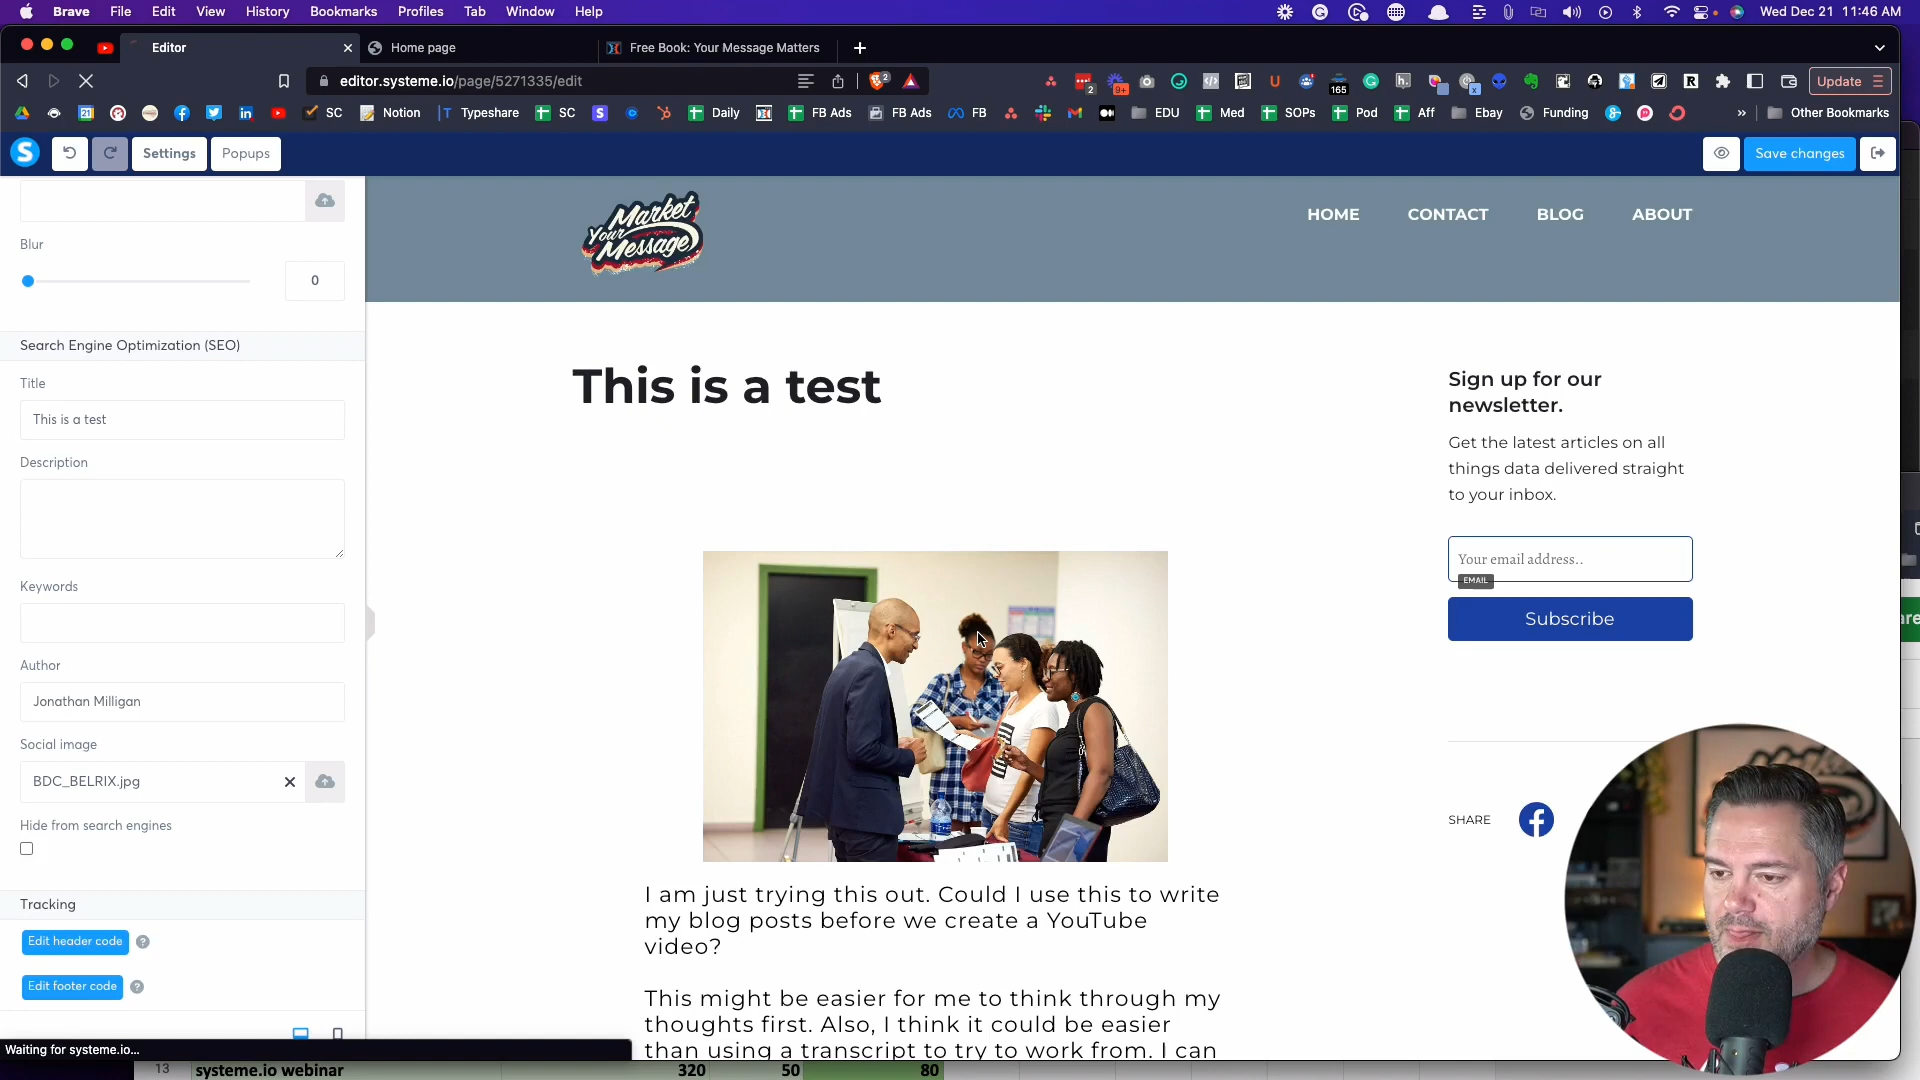 Brave File Edit View History Bookmarks Profiles Tab Window Help
Wed Dec 21 11:46 AM
Editor
Home page
Free Book: Your Message Matters
editor.systeme.io/page/5271335/edit
2
2
9+
165
Update
SC
Notion
Typeshare
SC
Daily
FB Ads
FB Ads
FB
EDU
Med
SOPs
Pod
Aff
Ebay
Funding
Other Bookmarks
Settings
Popups
Save changes
Market
Your
Message
HOME
CONTACT
BLOG
ABOUT
Blur
0
Search Engine Optimization (SEO)
Title
This is a test
Description
Keywords
Author
Jonathan Milligan
Social image
BDC_BELRIX.jpg
Hide from search engines
Tracking
Edit header code
Edit footer code
Waiting for systeme.io...
This is a test
I am just trying this out. Could I use this to write
my blog posts before we create a YouTube
video?
This might be easier for me to think through my
thoughts first. Also, I think it could be easier
than using a transcript to try to work from. I can
Sign up for our
newsletter.
Get the latest articles on all
things data delivered straight
to your inbox.
Your email address..
EMAIL
Subscribe
SHARE
13 systeme.io webinar 320 50 80